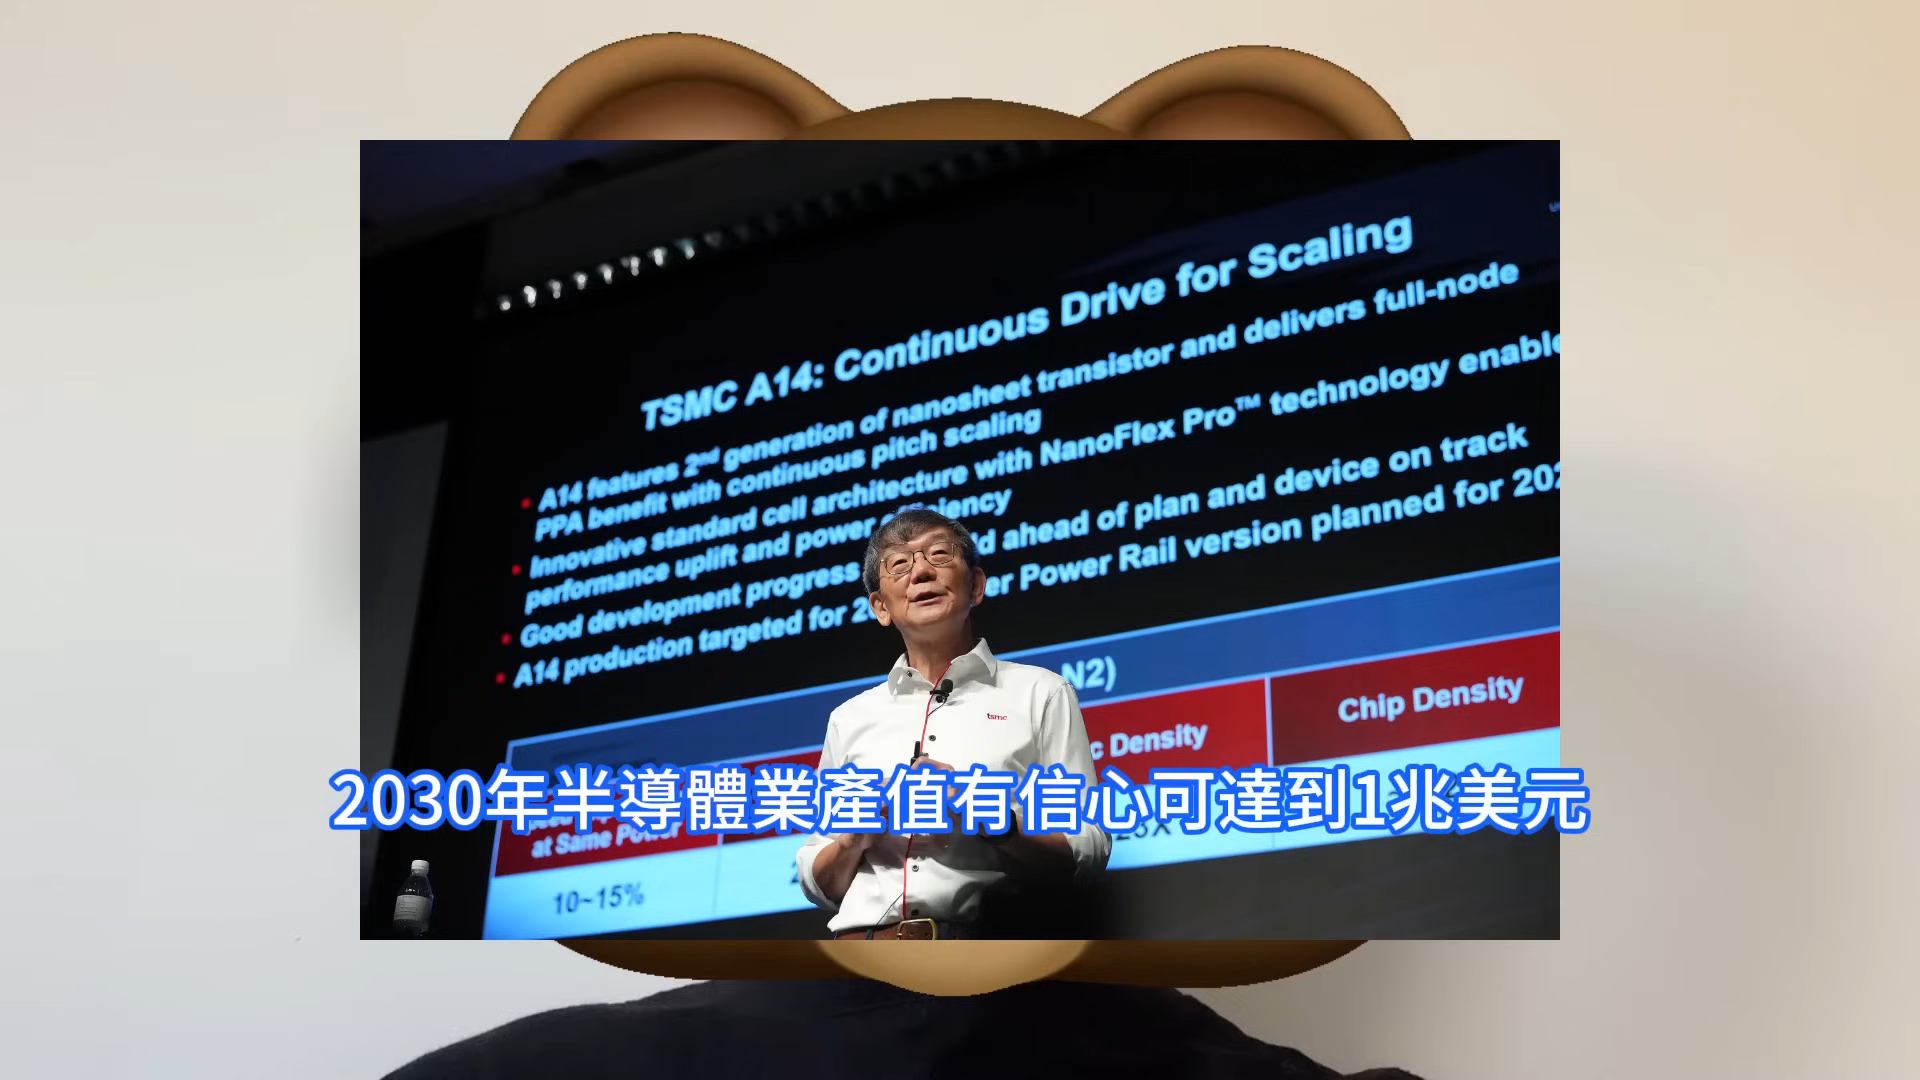 TSMC A14: Continuous Drive for Scaling
A14 features 2nd generation of nanosheet transistor and delivers full-node
PPA benefit with continuous pitch scaling
Innovative standard cell architecture with NanoFlex Pro™ technology enable
performance uplift and power efficiency
Good development progress ahead of plan and device on track
A14 production targeted for Power Rail version planned for 202
N2)
Density
Chip Density
tsmc
2030年半導體業產值有信心可達到1兆美元
at Same Power
10~15%